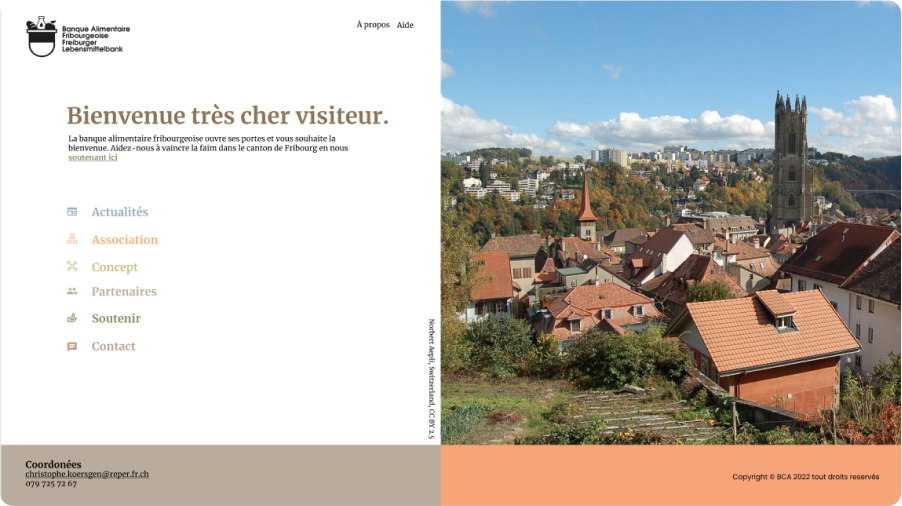 Banque Alimentaire
Fribourgeoise
Freiburger
Lebensmittelbank
À propos Aide
Bienvenue très cher visiteur.
La banque alimentaire fribourgeoise ouvre ses portes et vous souhaite la
bienvenue. Aidez-nous à vaincre la faim dans le canton de Fribourg en nous
soutenant ici
Actualités
Association
Concept
Partenaires
Soutenir
Contact
Norbert Aepli, Switzerland, CC BY 2.5
Coordonées
christophe.koersgen@reper.fr.ch
079 725 72 67
Copyright © BCA 2022 tout droits reservés